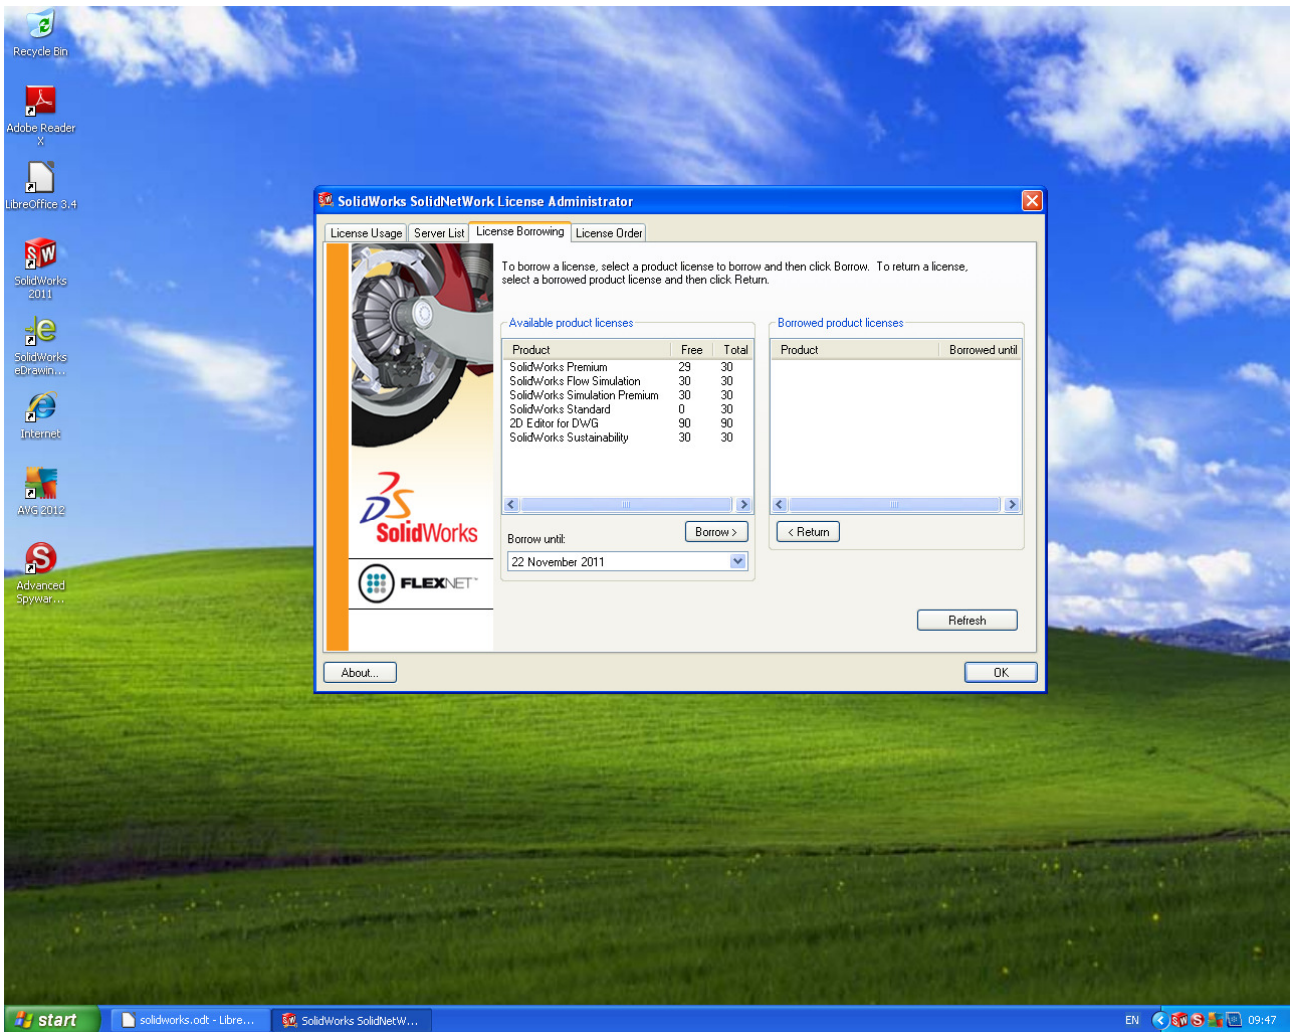 Recycle Bin
Adobe Reader
X
LibreOffice 3.4
SolidWorks
2011
SolidWorks
eDrawin...
Internet
AVG 2012
Advanced
Spywar...
SolidWorks SolidNetWork License Administrator
License Usage Server List License Borrowing License Order
To borrow a license, select a product license to borrow and then click Borrow. To return a license,
select a borrowed product license and then click Return.
Available product licenses
Product Free Total
SolidWorks Premium 29 30
SolidWorks Flow Simulation 30 30
SolidWorks Simulation Premium 30 30
SolidWorks Standard 0 30
2D Editor for DWG 90 90
SolidWorks Sustainability 30 30
Borrow >
Borrow until:
22 November 2011
Borrowed product licenses
Product Borrowed until
< Return
SolidWorks
FLEXNET
Refresh
About...
OK
start
solidworks.odt - Libre...
SolidWorks SolidNetW...
EN
09:47